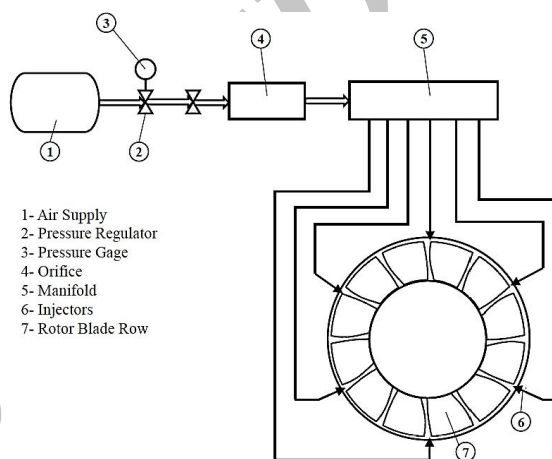 3
4
5
1
2
1- Air Supply
2- Pressure Regulator
3- Pressure Gage
4- Orifice
5- Manifold
6- Injectors
7- Rotor Blade Row
6
7